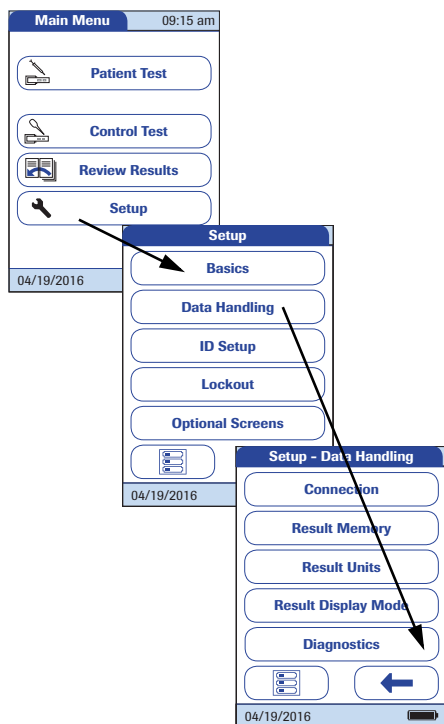 Main Menu
09:15 am
Patient Test
Control Test
Review Results
Setup
04/19/2016
Setup
Basics
Data Handling
ID Setup
Lockout
Optional Screens
04/19/2016
Setup - Data Handling
Connection
Result Memory
Result Units
Result Display Mode
Diagnostics
04/19/2016